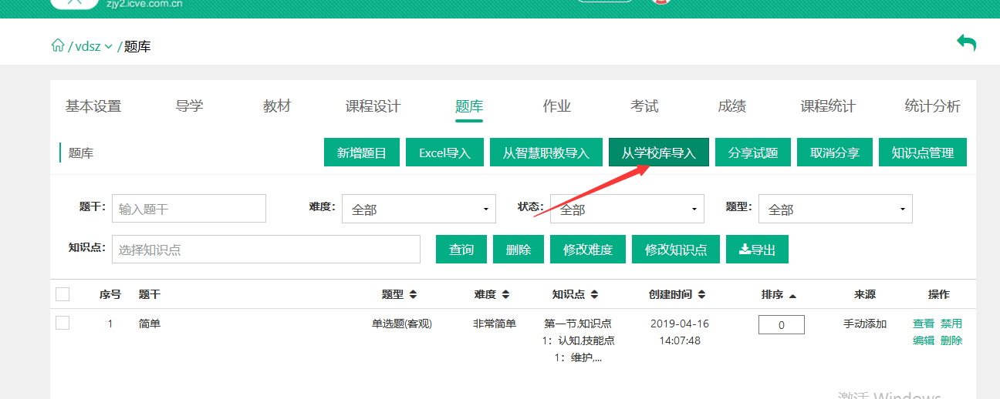 zjy2.icve.com.cn
/ vdsz / 题库
基本设置 导学 教材 课程设计 题库 作业 考试 成绩 课程统计 统计分析
题库 新增题目 Excel导入 从智慧职教导入 从学校库导入 分享试题 取消分享 知识点管理
题干: 输入题干 难度: 全部 状态: 全部 题型: 全部
知识点: 选择知识点 查询 删除 修改难度 修改知识点 导出
序号 题干 题型 难度 知识点 创建时间 排序 来源 操作
1 简单 单选题(客观) 非常简单 第一节,知识点 2019-04-16 0 手动添加 查看 禁用
1：认知,技能点 14:07:48 编辑 删除
1：维护,...
激活 Windows